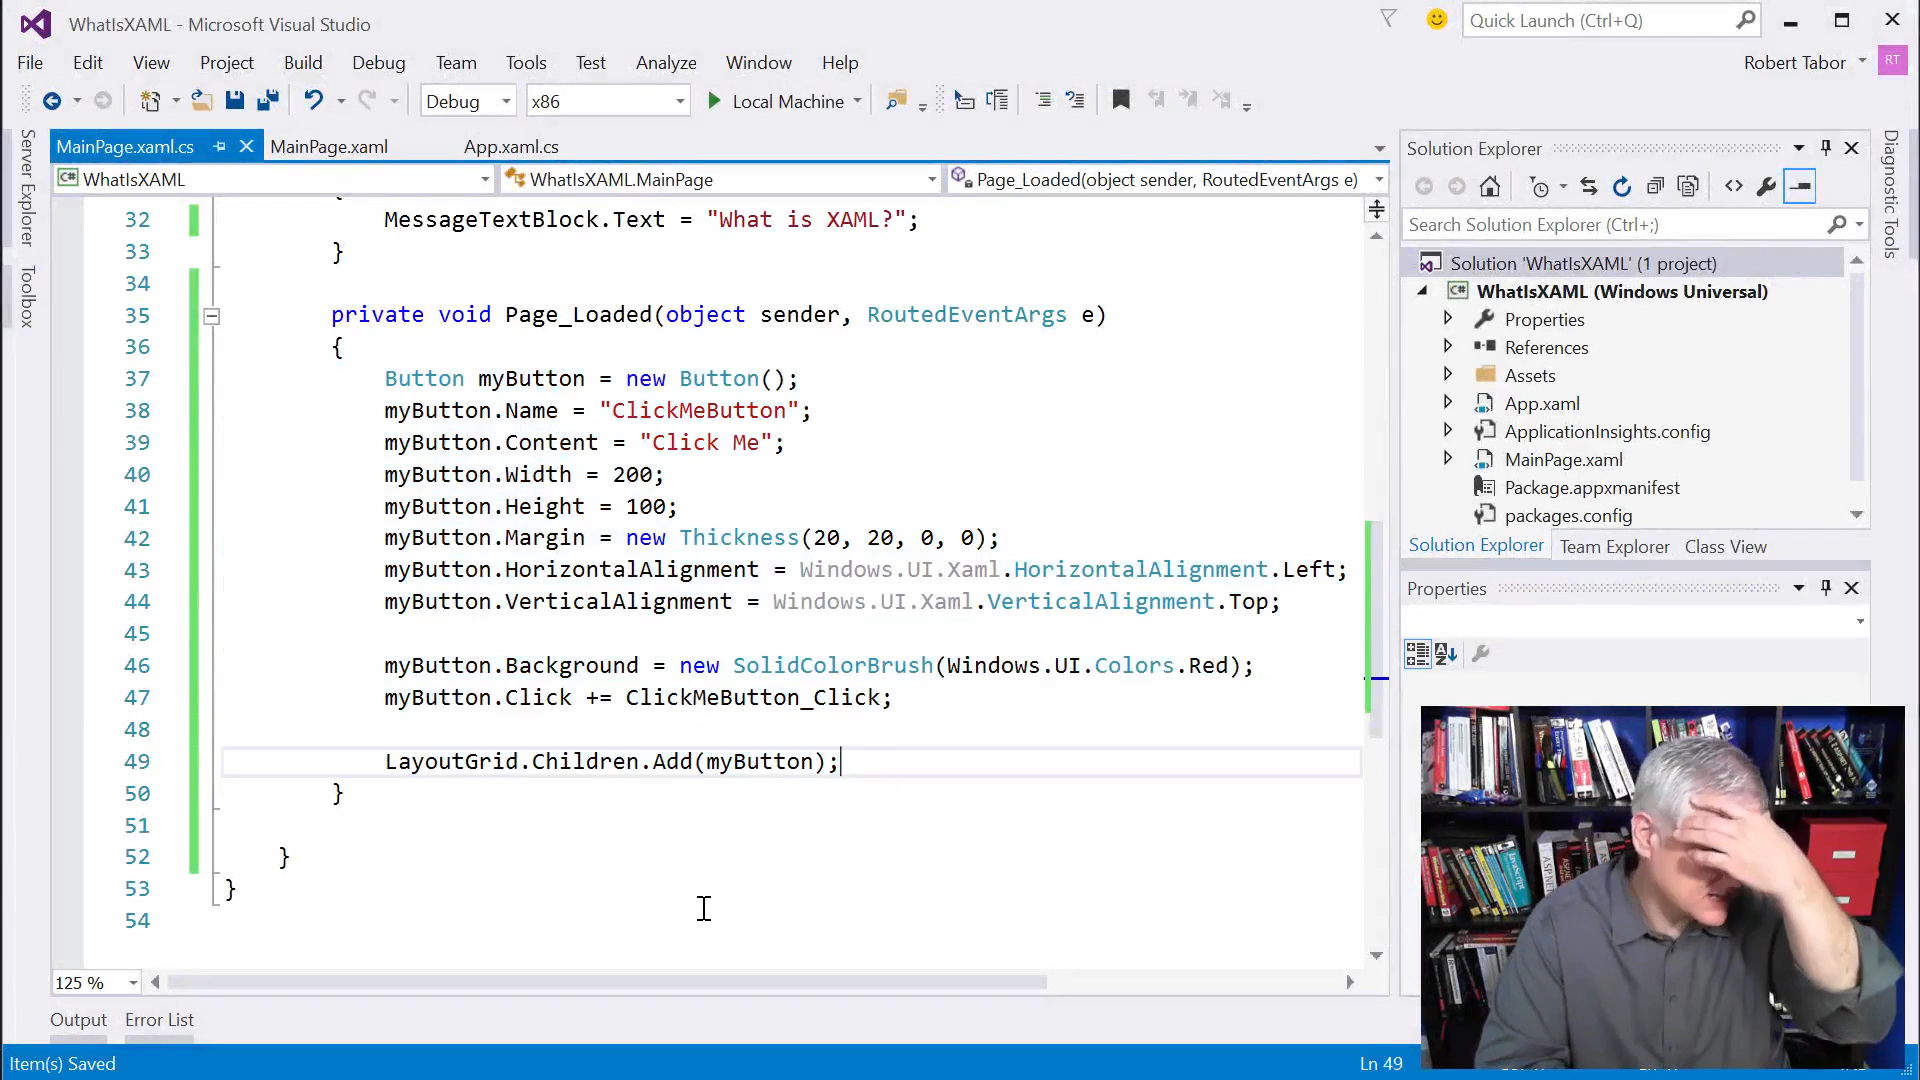 WhatIsXAML - Microsoft Visual Studio
Quick Launch (Ctrl+Q)
File Edit View Project Build Debug Team Tools Test Analyze Window Help
Robert Tabor RT
Debug x86 Local Machine
Server Explorer
Toolbox
MainPage.xaml.cs MainPage.xaml App.xaml.cs
C# WhatIsXAML WhatIsXAML.MainPage Page_Loaded(object sender, RoutedEventArgs e)
32 MessageTextBlock.Text = "What is XAML?";
33 }
34
35 private void Page_Loaded(object sender, RoutedEventArgs e)
36 {
37 Button myButton = new Button();
38 myButton.Name = "ClickMeButton";
39 myButton.Content = "Click Me";
40 myButton.Width = 200;
41 myButton.Height = 100;
42 myButton.Margin = new Thickness(20, 20, 0, 0);
43 myButton.HorizontalAlignment = Windows.UI.Xaml.HorizontalAlignment.Left;
44 myButton.VerticalAlignment = Windows.UI.Xaml.VerticalAlignment.Top;
45
46 myButton.Background = new SolidColorBrush(Windows.UI.Colors.Red);
47 myButton.Click += ClickMeButton_Click;
48
49 LayoutGrid.Children.Add(myButton);
50 }
51
52 }
53 }
54
125 %
Output Error List
Item(s) Saved
Ln 49
Solution Explorer
Search Solution Explorer (Ctrl+;)
Solution 'WhatIsXAML' (1 project)
C# WhatIsXAML (Windows Universal)
Properties
References
Assets
App.xaml
ApplicationInsights.config
MainPage.xaml
Package.appxmanifest
packages.config
Solution Explorer Team Explorer Class View
Properties
Diagnostic Tools